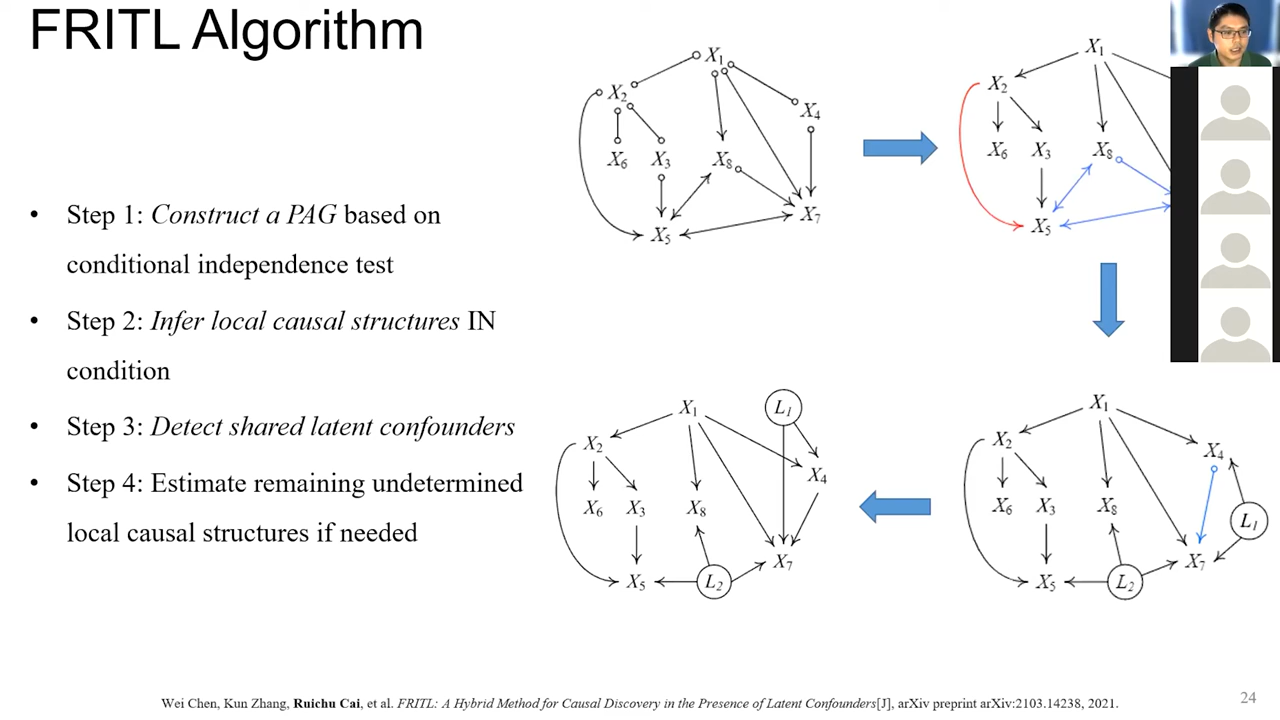 FRITL Algorithm
• Step 1: Construct a PAG based on
conditional independence test
• Step 2: Infer local causal structures IN
condition
• Step 3: Detect shared latent confounders
• Step 4: Estimate remaining undetermined
local causal structures if needed
X1
X2
X4
X6
X3
X8
X7
X5
X1
X2
X6
X3
X8
X5
X1
L1
X2
X4
X6
X3
X8
X7
X5
L2
X1
X2
X4
X6
X3
X8
L1
X7
X5
L2
Wei Chen, Kun Zhang, Ruichu Cai, et al. FRITL: A Hybrid Method for Causal Discovery in the Presence of Latent Confounders[J], arXiv preprint arXiv:2103.14238, 2021.
24